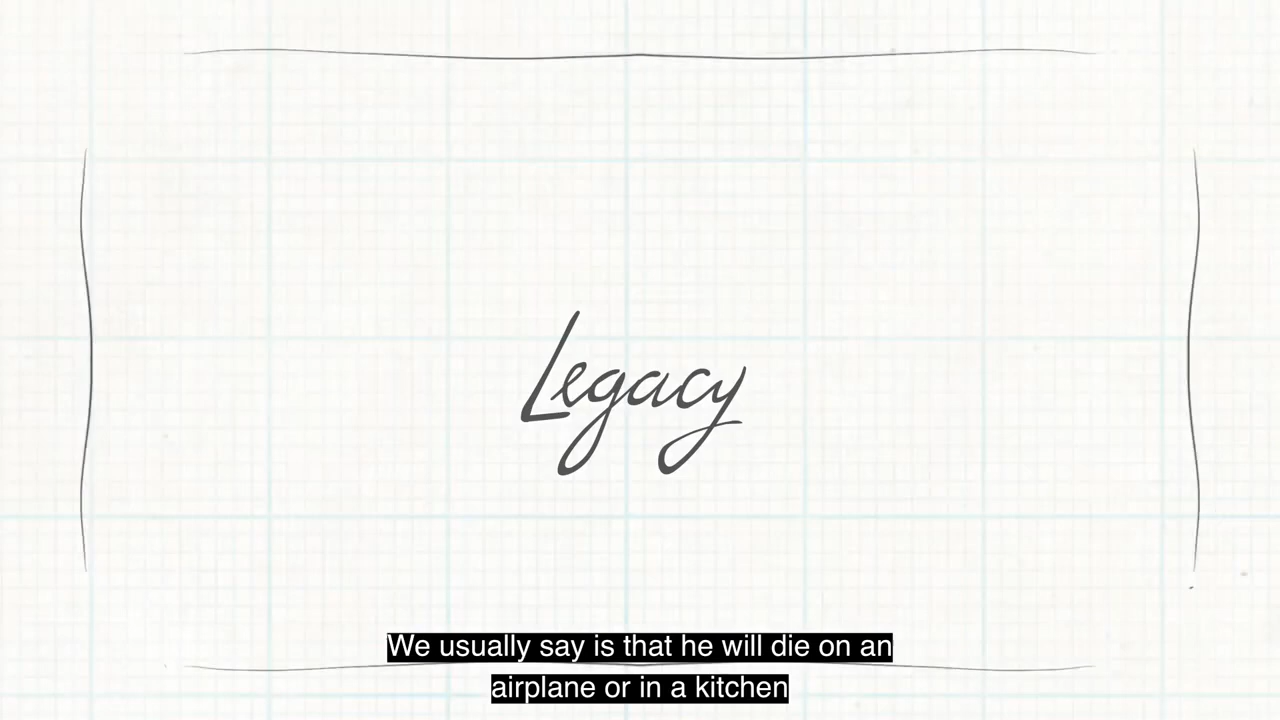 Legacy
We usually say is that he will die on an
airplane or in a kitchen